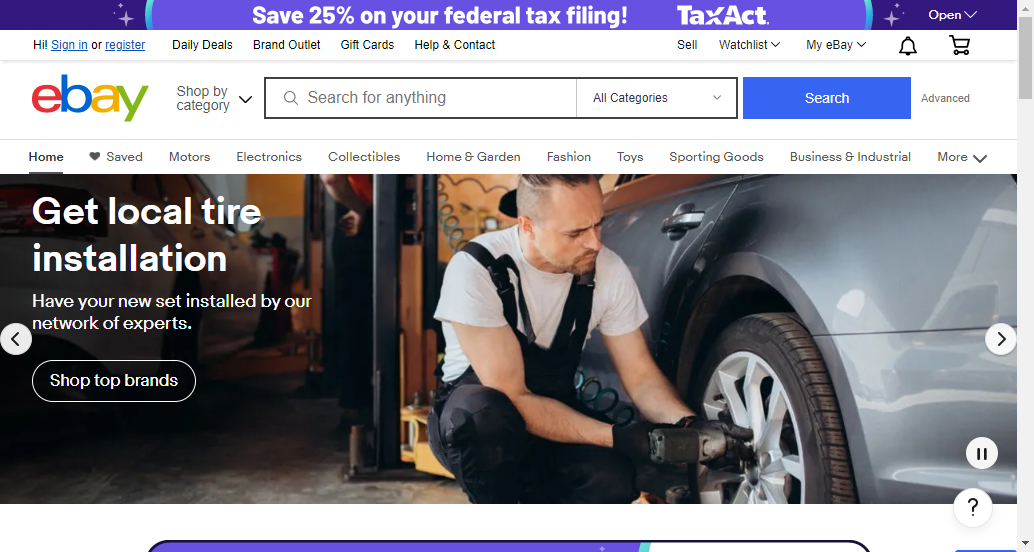 Save 25% on your federal tax filing! TaxAct. Open
Hi! Sign in or register Daily Deals Brand Outlet Gift Cards Help & Contact Sell Watchlist My eBay
ebay
Shop by
category
Search for anything
All Categories
Search
Advanced
Home Saved Motors Electronics Collectibles Home & Garden Fashion Toys Sporting Goods Business & Industrial More
Get local tire
installation
Have your new set installed by our
network of experts.
Shop top brands
?